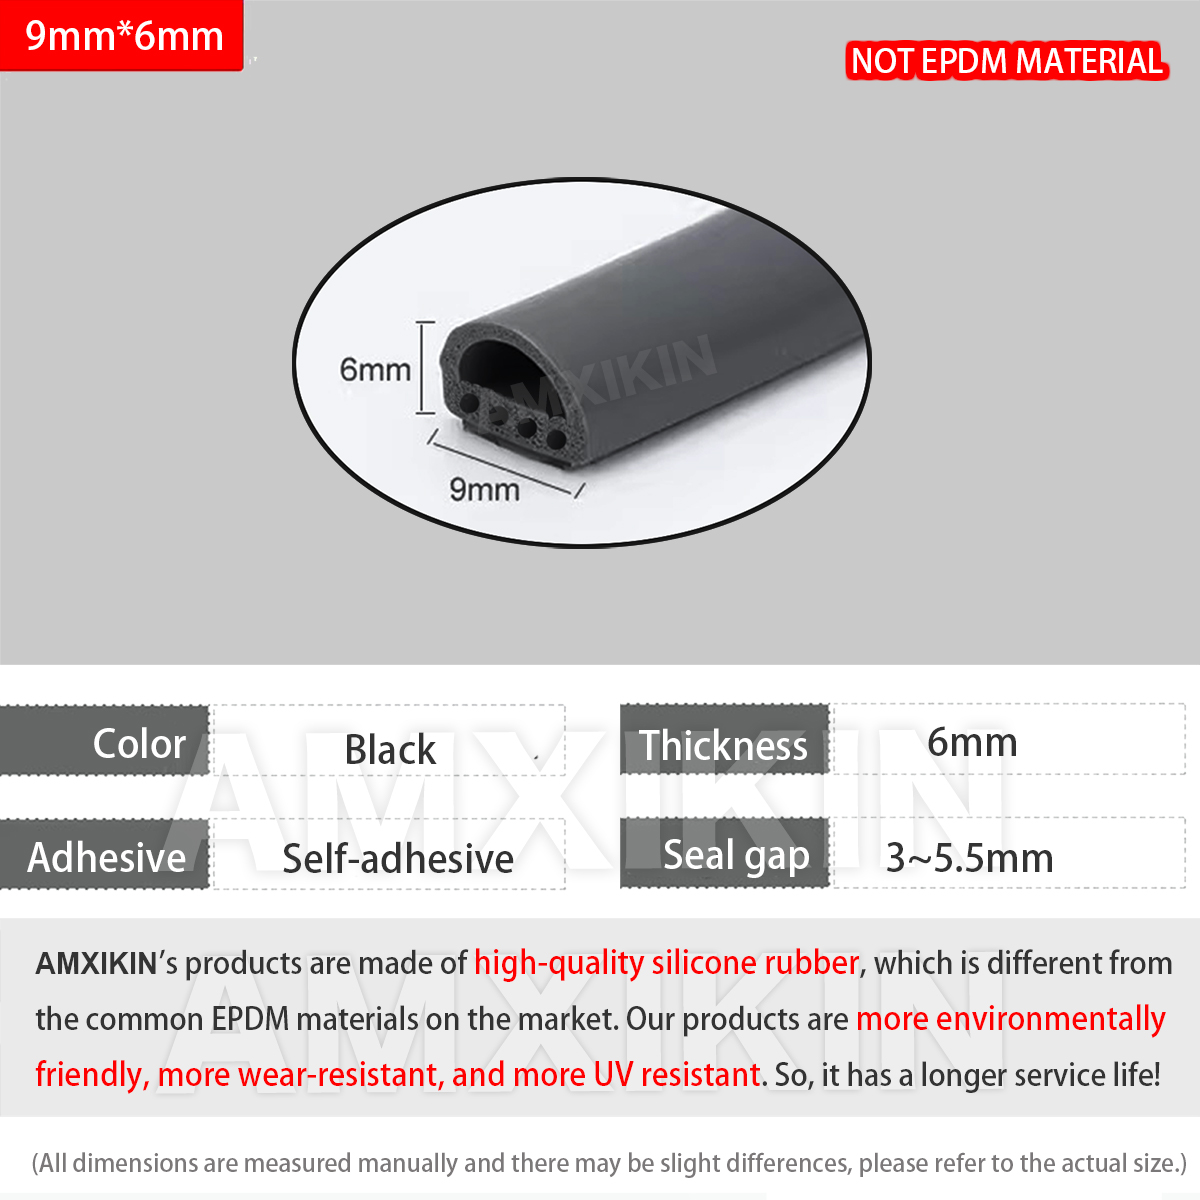 9mm*6mm
NOT EPDM MATERIAL
6mm
AMXIKIN
9mm
Color
Black
Thickness
6mm
AMXIKIN
Adhesive
Self-adhesive
Seal gap
3~5.5mm
AMXIKIN's products are made of high-quality silicone rubber, which is different from
the common EPDM materials on the market. Our products are more environmentally
friendly, more wear-resistant, and more UV resistant. So, it has a longer service life!
AMXIKIN
(All dimensions are measured manually and there may be slight differences, please refer to the actual size.)